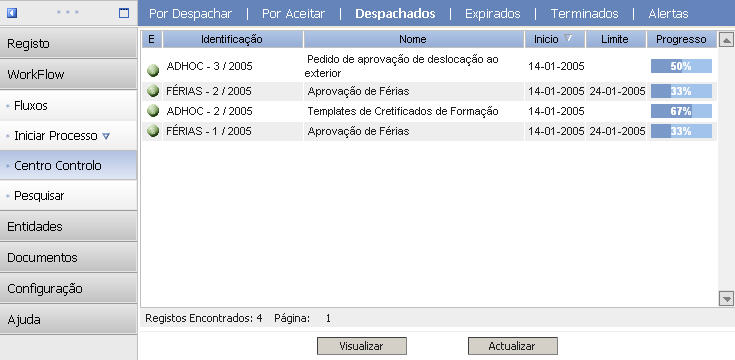 Por Despachar | Por Aceitar | Despachados | Expirados | Terminados | Alertas
Registo
WorkFlow
Fluxos
Iniciar Processo
Centro Controlo
Pesquisar
Entidades
Documentos
Configuração
Ajuda
E Identificação Nome Inicio Limite Progresso
ADHOC - 3 / 2005 Pedido de aprovação de deslocação ao exterior 14-01-2005 50%
FÉRIAS - 2 / 2005 Aprovação de Férias 14-01-2005 24-01-2005 33%
ADHOC - 2 / 2005 Templates de Cretificados de Formação 14-01-2005 67%
FÉRIAS - 1 / 2005 Aprovação de Férias 14-01-2005 24-01-2005 33%
Registos Encontrados: 4 Página: 1
Visualizar Actualizar